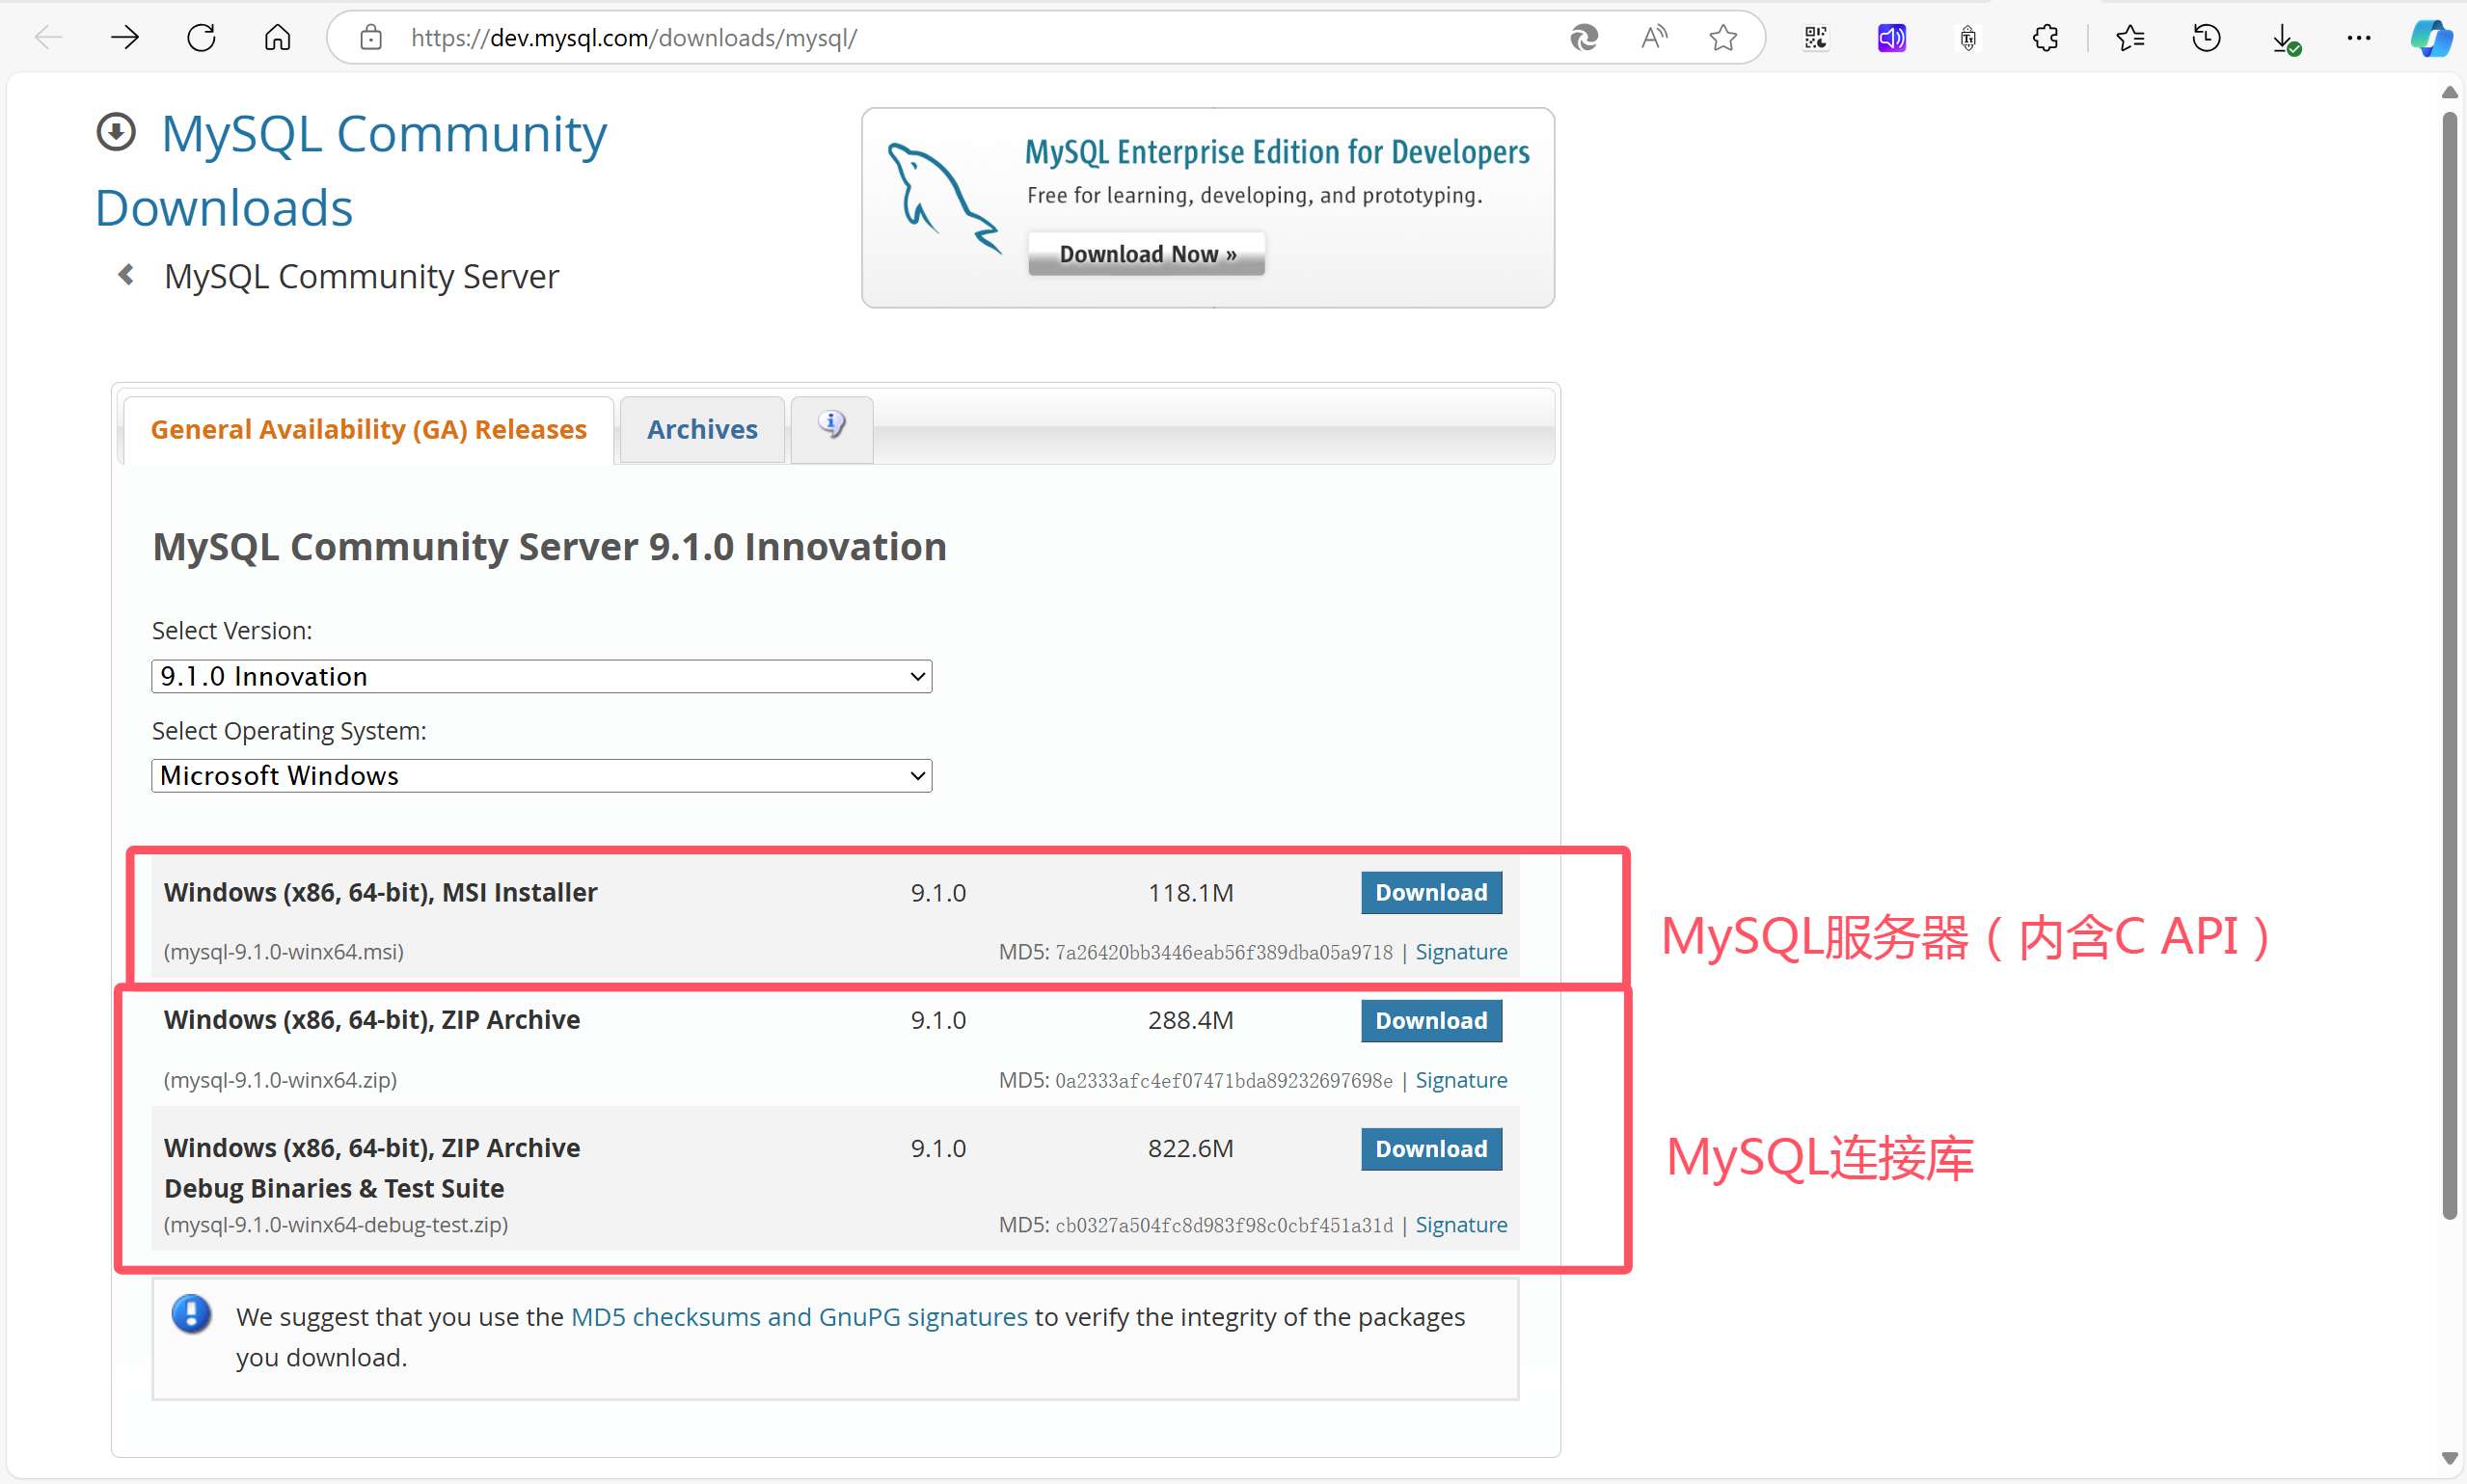 https://dev.mysql.com/downloads/mysql/
MySQL Community
Downloads
MySQL Community Server
MySQL Enterprise Edition for Developers
Free for learning, developing, and prototyping.
Download Now »
General Availability (GA) Releases
Archives
MySQL Community Server 9.1.0 Innovation
Select Version:
9.1.0 Innovation
Select Operating System:
Microsoft Windows
Windows (x86, 64-bit), MSI Installer 9.1.0 118.1M Download
(mysql-9.1.0-winx64.msi) MD5: 7a26420bb3446eab56f389dba05a9718 | Signature
MySQL服务器（内含C API）
Windows (x86, 64-bit), ZIP Archive 9.1.0 288.4M Download
(mysql-9.1.0-winx64.zip) MD5: 0a2333afc4ef07471bda89232697698e | Signature
Windows (x86, 64-bit), ZIP Archive 9.1.0 822.6M Download
Debug Binaries & Test Suite
(mysql-9.1.0-winx64-debug-test.zip) MD5: cb0327a504fc8d983f98c0cbf451a31d | Signature
MySQL连接库
We suggest that you use the MD5 checksums and GnuPG signatures to verify the integrity of the packages
you download.